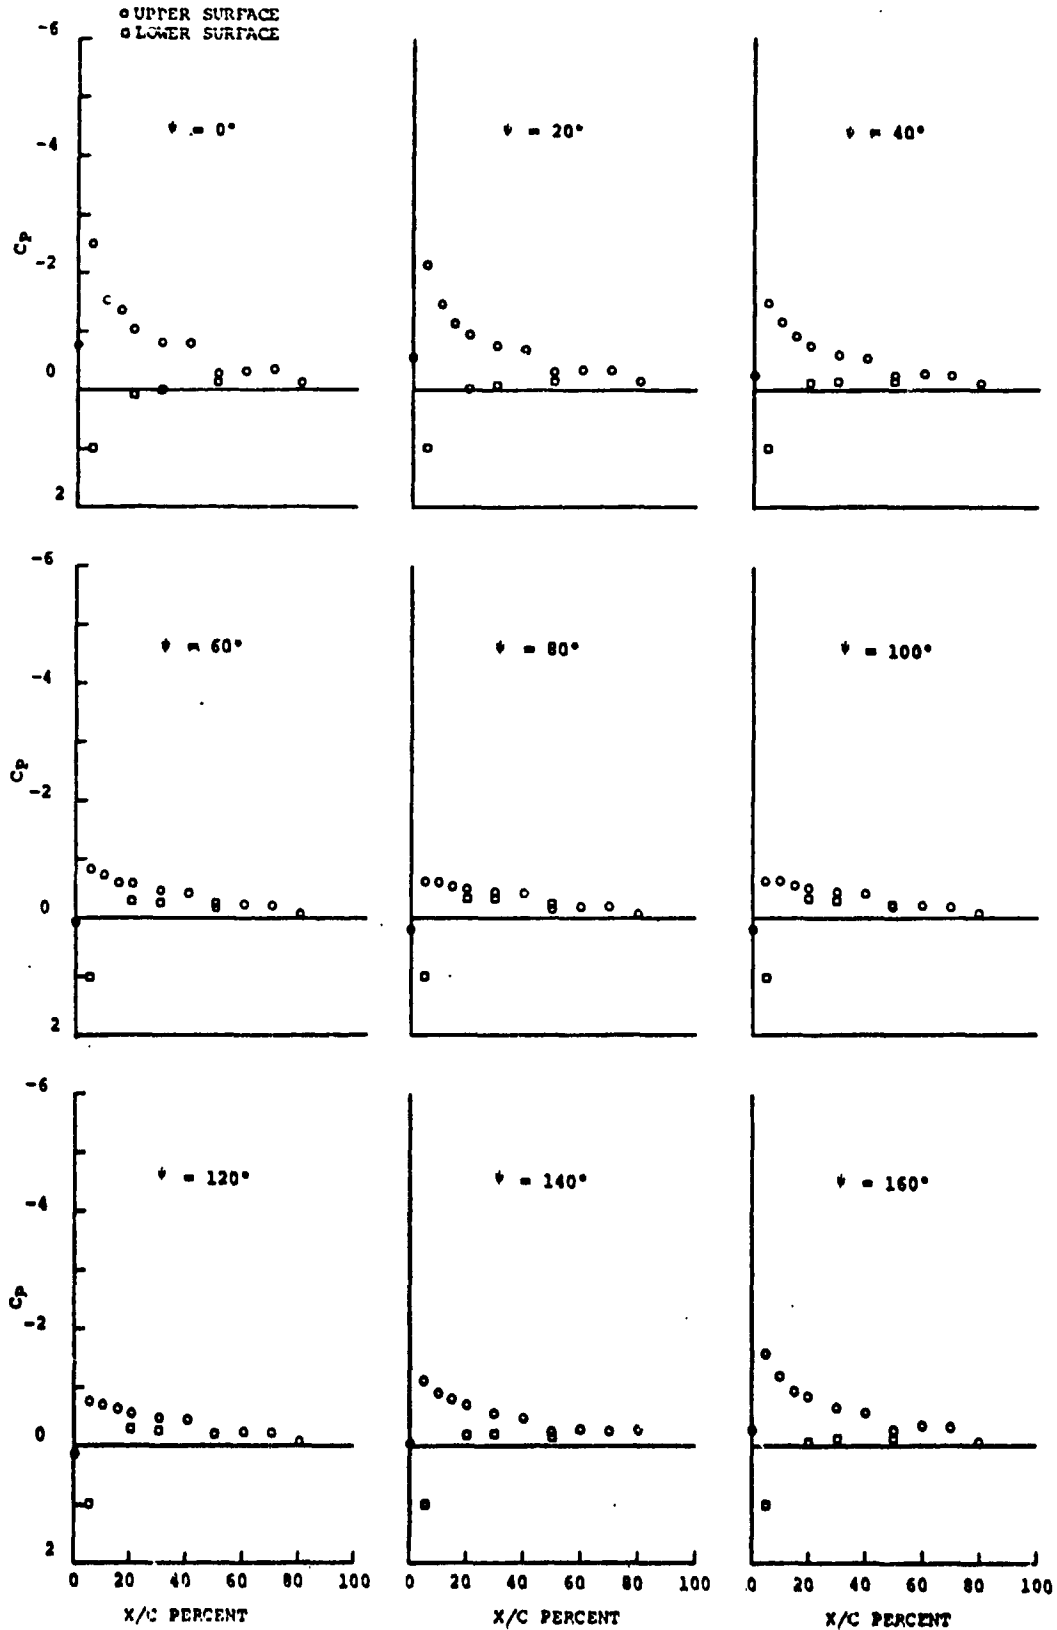 ○ UPPER SURFACE
□ LOWER SURFACE
-6
-4
-2
0
2
Cp
ψ = 0°
ψ = 20°
ψ = 40°
-6
-4
-2
0
2
Cp
ψ = 60°
ψ = 80°
ψ = 100°
-6
-4
-2
0
2
Cp
ψ = 120°
ψ = 140°
ψ = 160°
0 20 40 60 80 100
0 20 40 60 80 100
0 20 40 60 80 100
X/C PERCENT
X/C PERCENT
X/C PERCENT